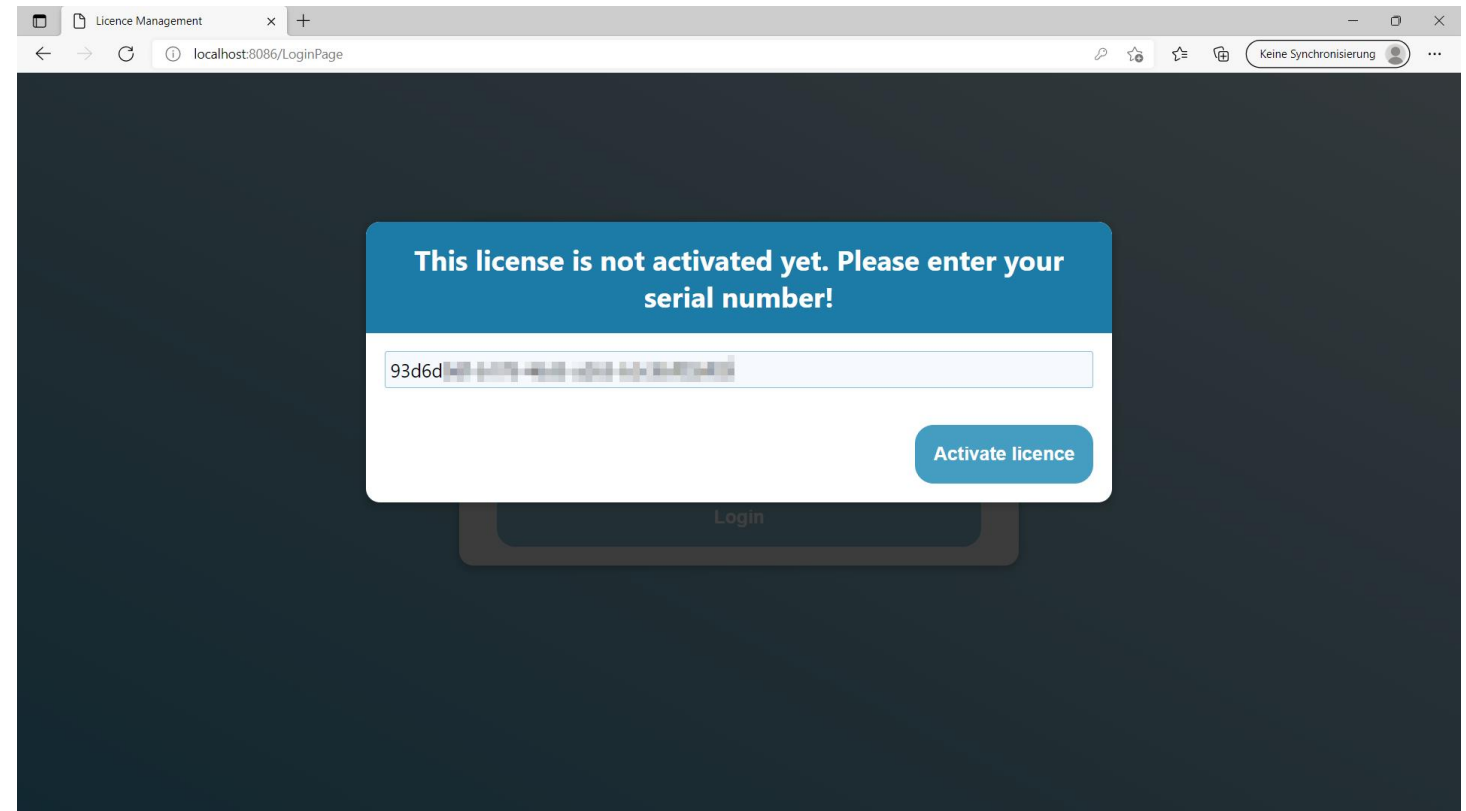 Licence Management
localhost:8086/LoginPage
Keine Synchronisierung
This license is not activated yet. Please enter your
serial number!
93d6d
Activate licence
Login